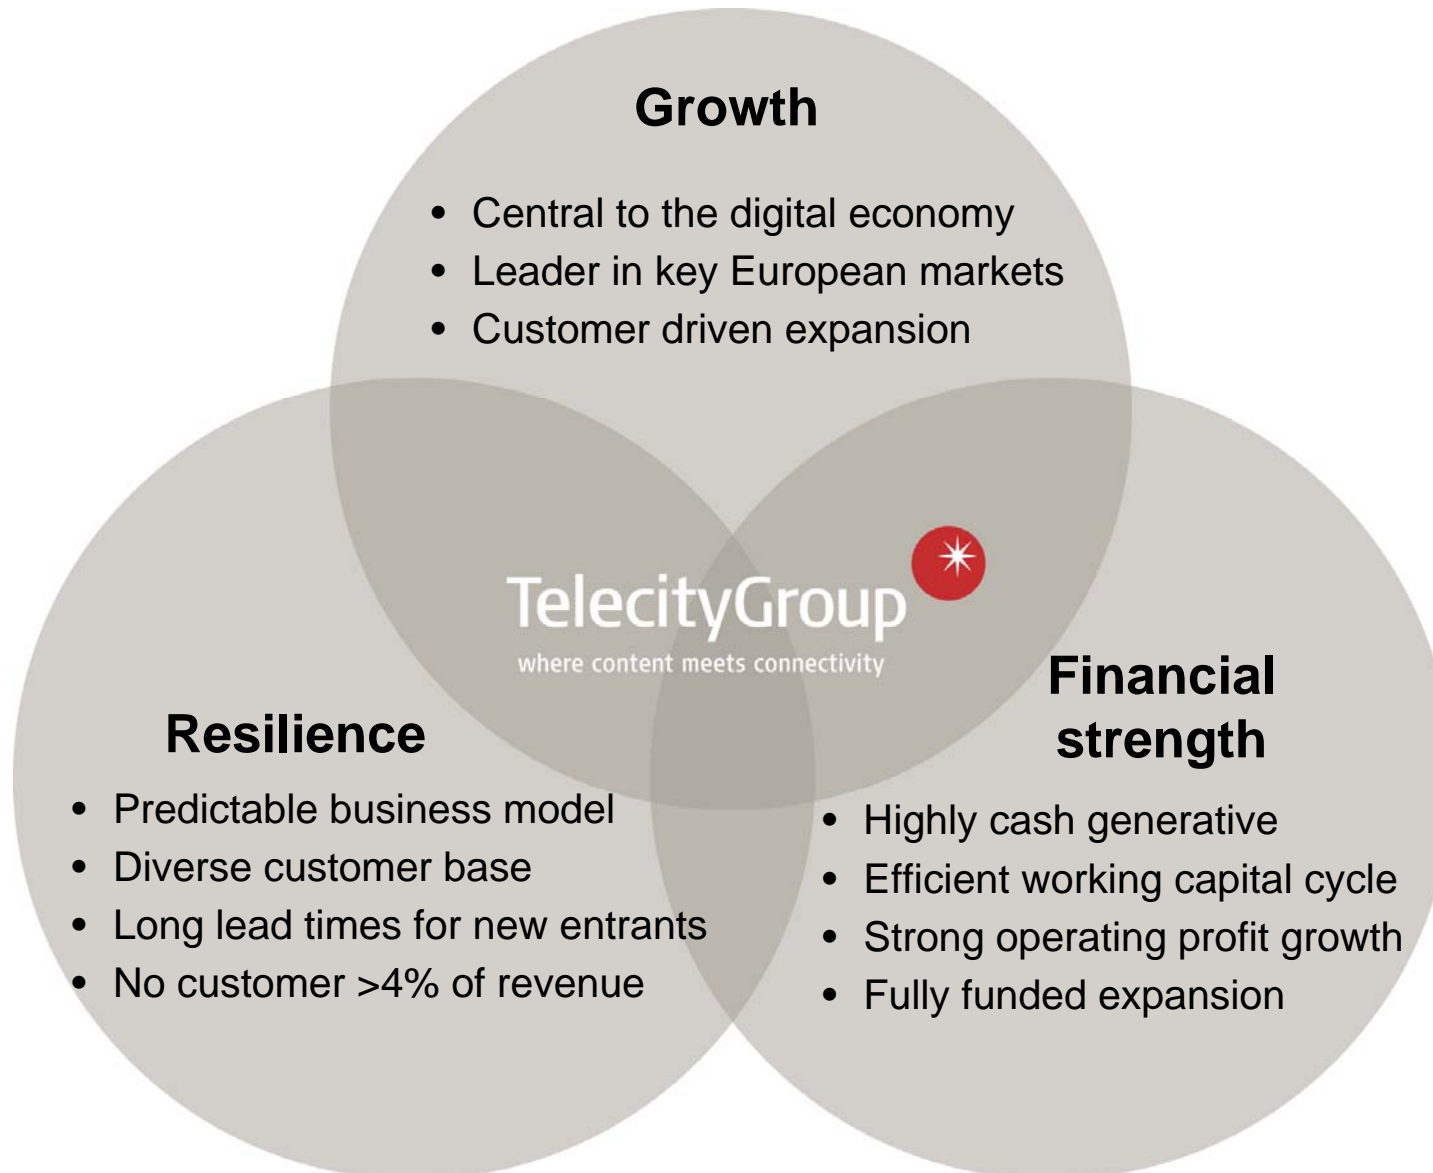 Growth
• Central to the digital economy
• Leader in key European markets
• Customer driven expansion
TelecityGroup
where content meets connectivity
Resilience
• Predictable business model
• Diverse customer base
• Long lead times for new entrants
• No customer >4% of revenue
Financial
strength
• Highly cash generative
• Efficient working capital cycle
• Strong operating profit growth
• Fully funded expansion